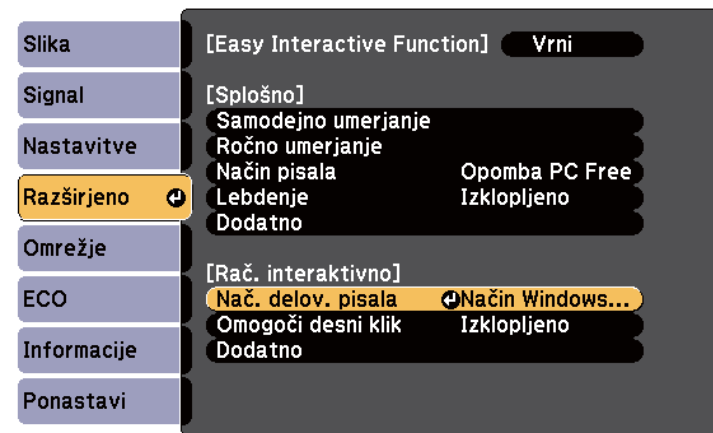 Slika
Signal
Nastavitve
Razširjeno
Omrežje
ECO
Informacije
Ponastavi
[Easy Interactive Function] Vrni
[Splošno]
Samodejno umerjanje
Ročno umerjanje
Način pisala Opomba PC Free
Lebdenje Izklopljeno
Dodatno
[Rač. interaktivno]
Nač. delov. pisala Način Windows...
Omogoči desni klik Izklopljeno
Dodatno